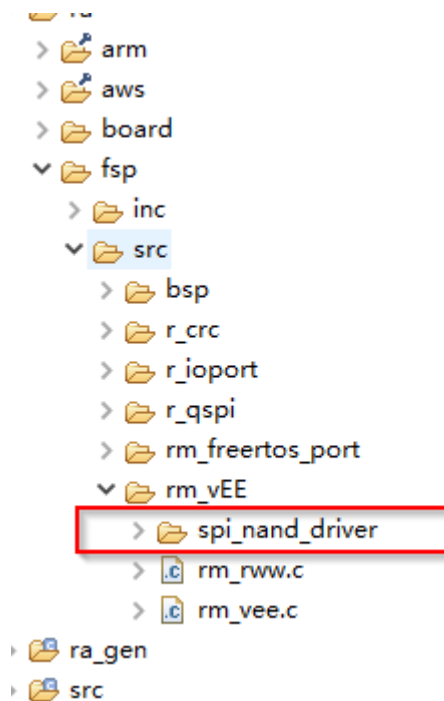 arm
aws
board
fsp
inc
src
bsp
r_crc
r_ioport
r_qspi
rm_freertos_port
rm_vEE
spi_nand_driver
rm_rww.c
rm_vee.c
ra_gen
src